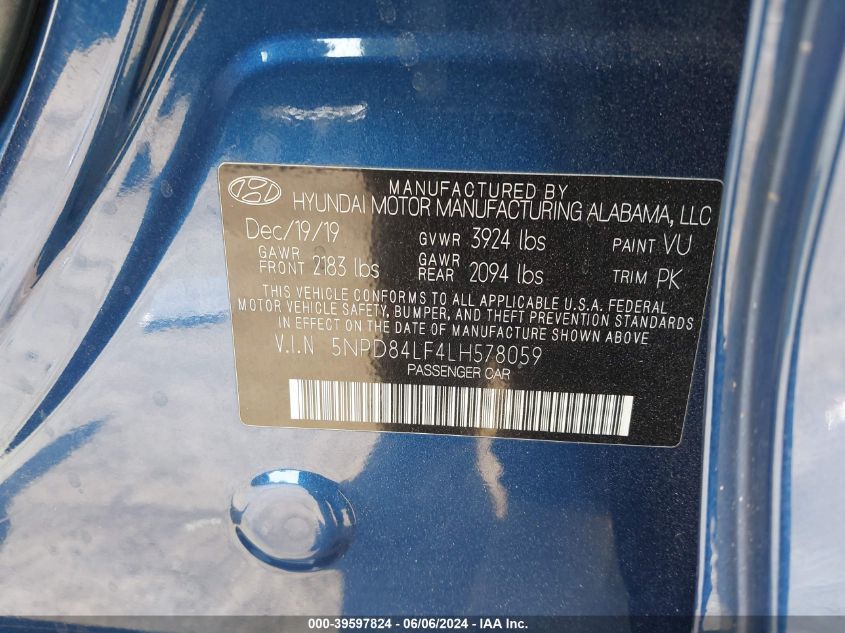 MANUFACTURED BY
HYUNDAI MOTOR MANUFACTURING ALABAMA, LLC
Dec/19/19 GVWR 3924 lbs PAINT VU
GAWR FRONT 2183 lbs GAWR REAR 2094 lbs TRIM PK
THIS VEHICLE CONFORMS TO ALL APPLICABLE U.S.A. FEDERAL
MOTOR VEHICLE SAFETY, BUMPER, AND THEFT PREVENTION STANDARDS
IN EFFECT ON THE DATE OF MANUFACTURE SHOWN ABOVE
V.I.N 5NPD84LF4LH578059
PASSENGER CAR
000-39597824 - 06/06/2024 - IAA Inc.